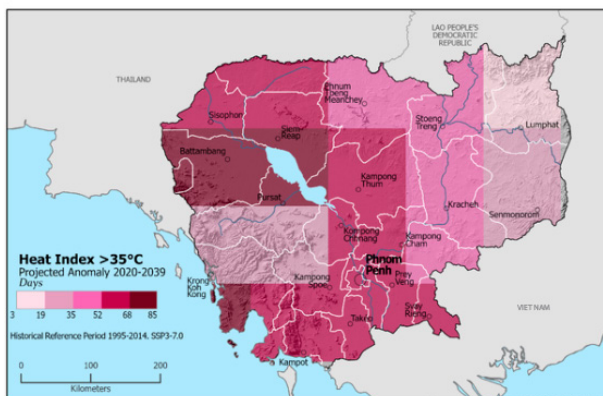 LAO PEOPLE'S
DEMOCRATIC
REPUBLIC
THAILAND
Phnum
Tbeng
Meanchey
Sisophon
Stoeng
Treng
Lumphat
Siem
Reap
Battambang
Kampong
Thum
Pursat
Kracheh
Senmonorom
Kampong
Chhnang
Kampong
Cham
Phnom
Penh
Heat Index >35°C
Projected Anomaly 2020-2039
Days
3 19 35 52 68 85
Historical Reference Period 1995-2014. SSP3-7.0
Krong
Koh
Kong
Kampong
Spoe
Prey
Veng
Svay
Rieng
Takeo
VIET NAM
Kampot
0 100 200
Kilometers